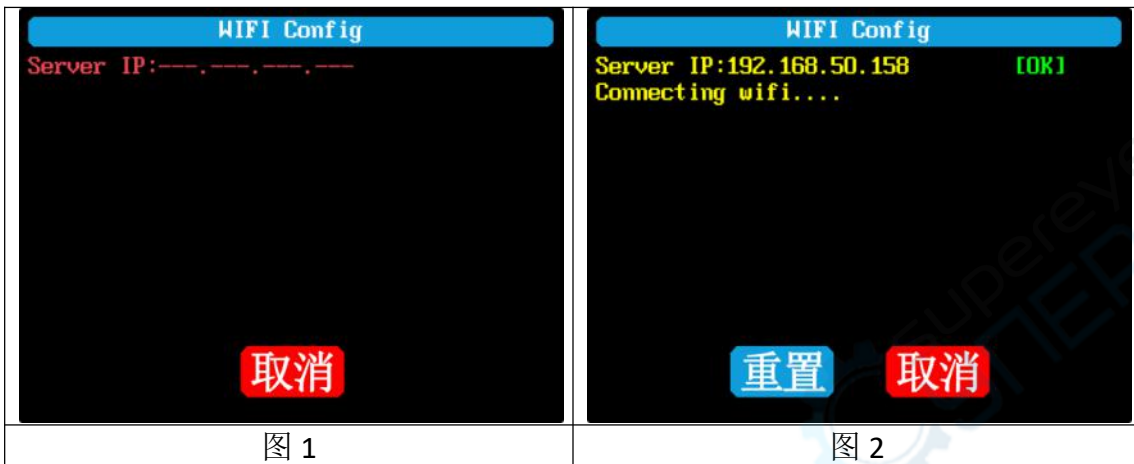 WIFI Config
Server IP:---.---.---.---
取消
图 1
WIFI Config
Server IP:192.168.50.158 [OK]
Connecting wifi....
重置 取消
图 2
supereye